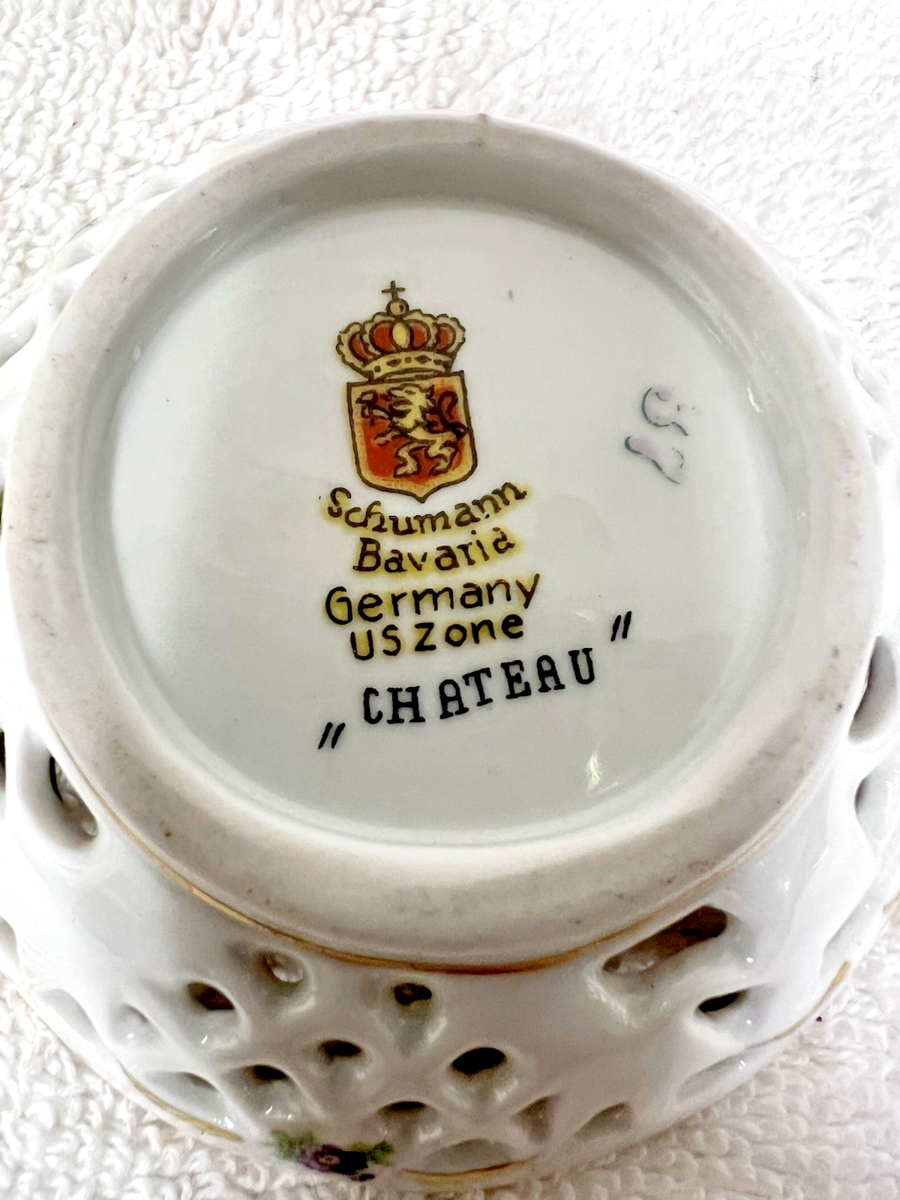 Schumann
Bavaria
Germany
US Zone
„CHATEAU"